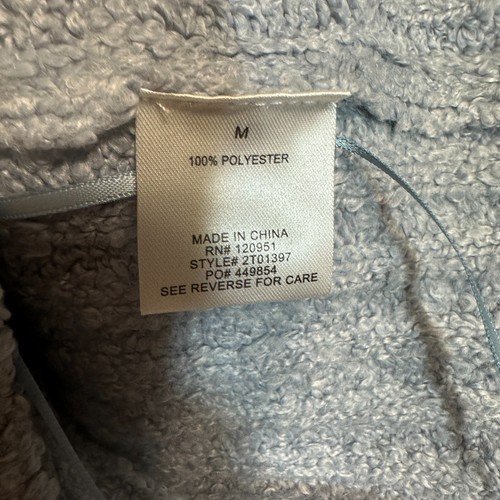 M
100% POLYESTER
MADE IN CHINA
RN# 120951
STYLE# 2T01397
PO# 449854
SEE REVERSE FOR CARE